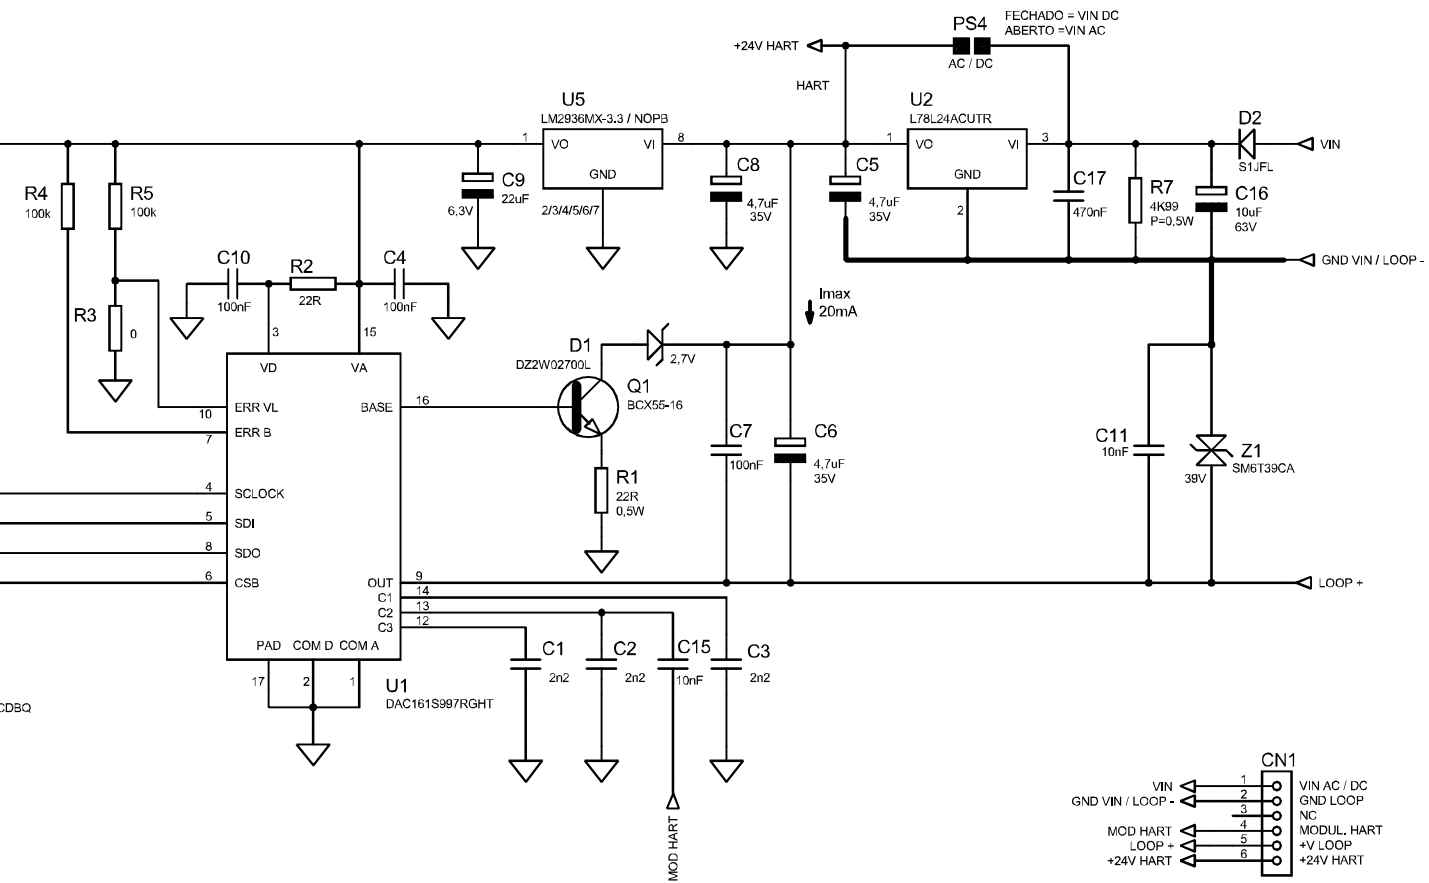 FECHADO = VIN DC
ABERTO =VIN AC
PS4
+24V HART
AC / DC
HART
U5
LM2936MX-3.3 / NOPB
U2
L78L24ACUTR
D2
S1JFL
VIN
1
VO
VI
8
GND
2/3/4/5/6/7
1
VO
VI
3
GND
2
R4
100k
R5
100k
C9
22uF
6,3V
C8
4,7uF
35V
C5
4,7uF
35V
C17
470nF
R7
4K99
P=0,5W
C16
10uF
63V
GND VIN / LOOP -
C10
100nF
R2
22R
C4
100nF
R3
0
Imax
20mA
3
15
VD
VA
D1
DZ2W02700L
2,7V
Q1
BCX55-16
10
ERR VL
BASE
16
7
ERR B
C7
100nF
C6
4,7uF
35V
C11
10nF
Z1
SM6T39CA
39V
R1
22R
0,5W
4
SCLOCK
5
SDI
8
SDO
6
CSB
OUT
9
C1
14
C2
13
C3
12
LOOP +
PAD
COM D
COM A
17
2
1
U1
DAC161S997RGHT
C1
2n2
C2
2n2
C15
10nF
C3
2n2
CDBQ
MOD HART
CN1
VIN
1
VIN AC / DC
GND VIN / LOOP -
2
GND LOOP
3
NC
MOD HART
4
MODUL. HART
LOOP +
5
+V LOOP
+24V HART
6
+24V HART